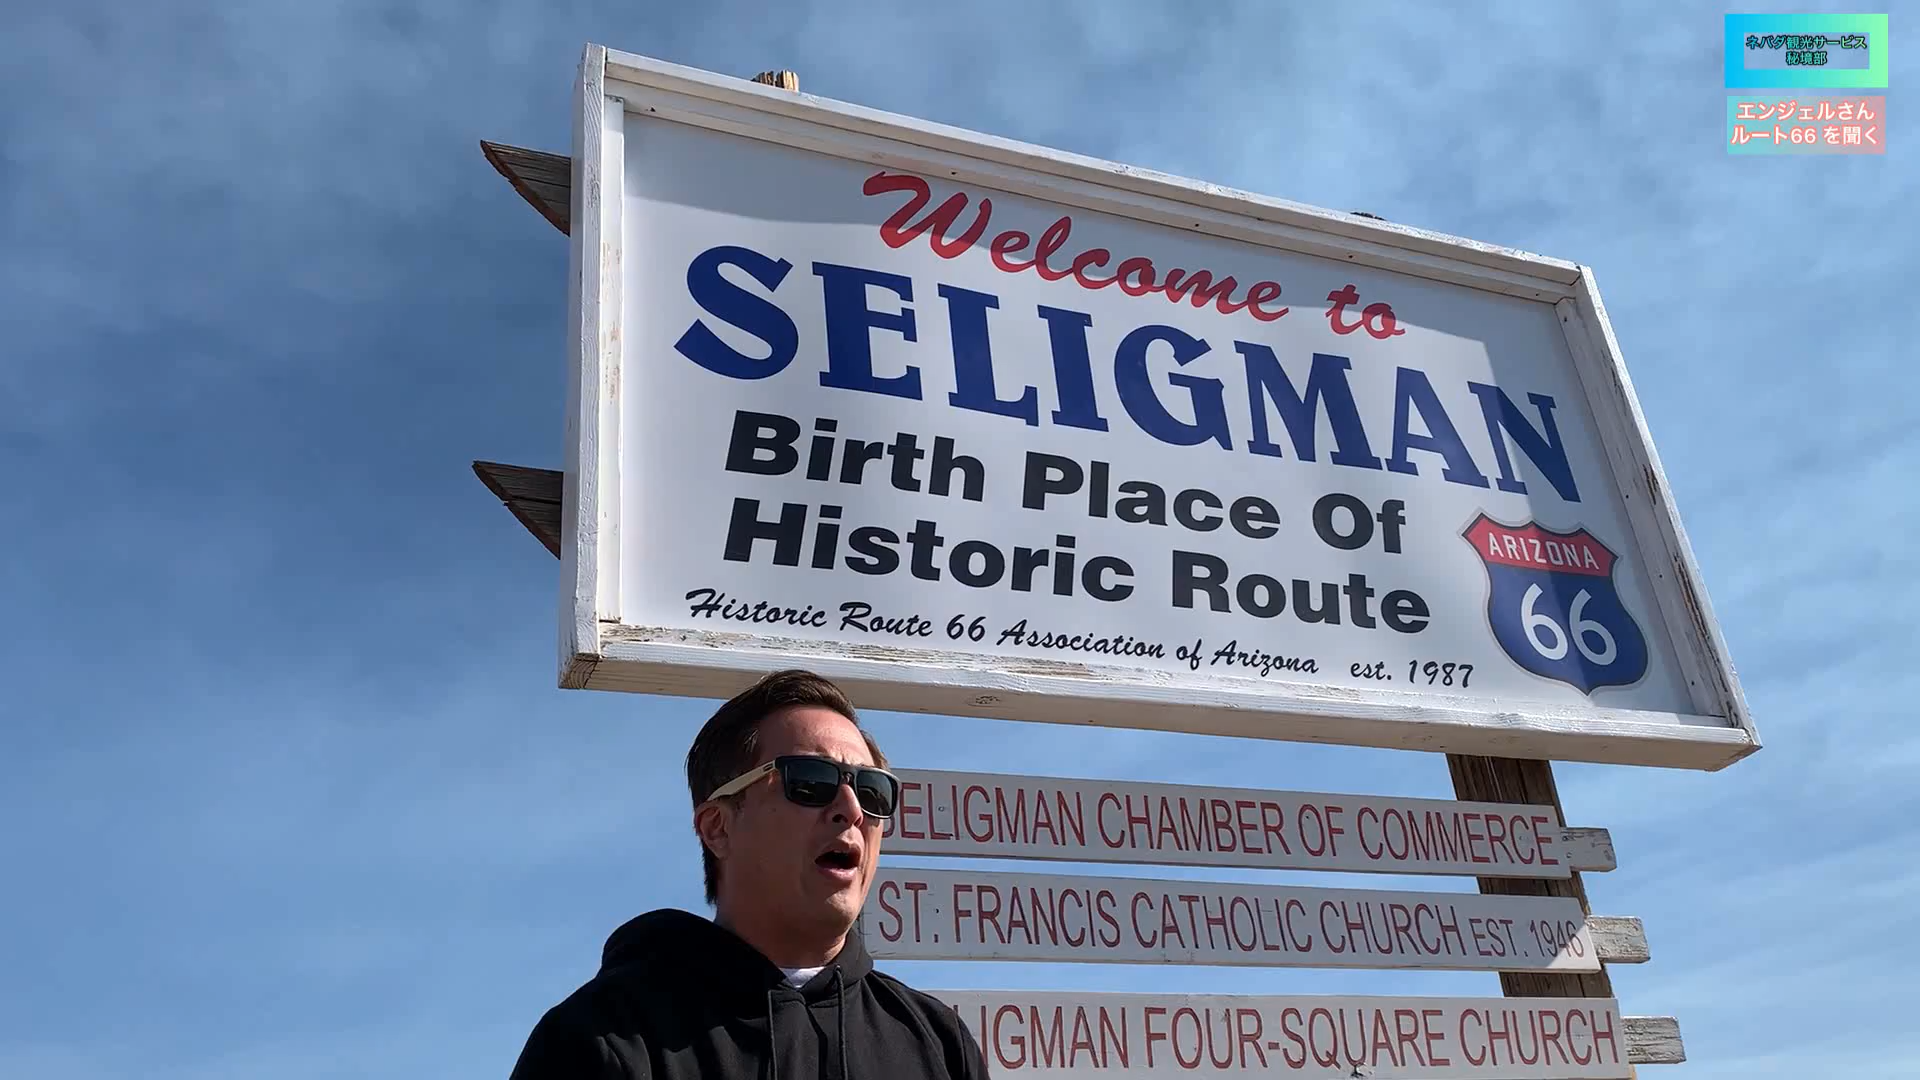 ネバダ観光サービス
秘境部
エンジェルさん
ルート66 を聞く
Welcome to
SELIGMAN
Birth Place Of
Historic Route
ARIZONA
66
Historic Route 66 Association of Arizona est. 1987
SELIGMAN CHAMBER OF COMMERCE
ST. FRANCIS CATHOLIC CHURCH EST. 1946
LIGMAN FOUR-SQUARE CHURCH